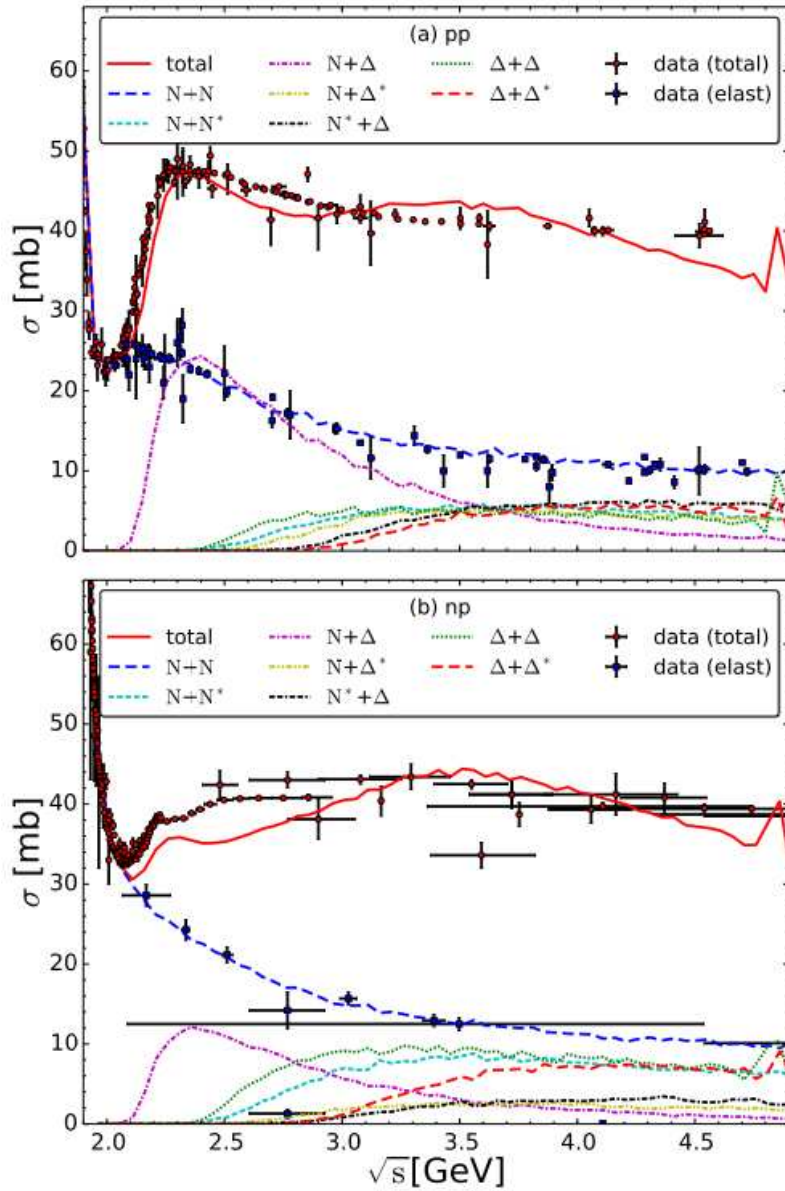 (a) pp
total N+Δ Δ+Δ data (total)
N+N N+Δ* Δ+Δ* data (elast)
N+N* N*+Δ
60
50
40
30
20
10
0
σ [mb]
(b) np
total N+Δ Δ+Δ data (total)
N+N N+Δ* Δ+Δ* data (elast)
N+N* N*+Δ
60
50
40
30
20
10
0
σ [mb]
2.0 2.5 3.0 3.5 4.0 4.5
√s[GeV]